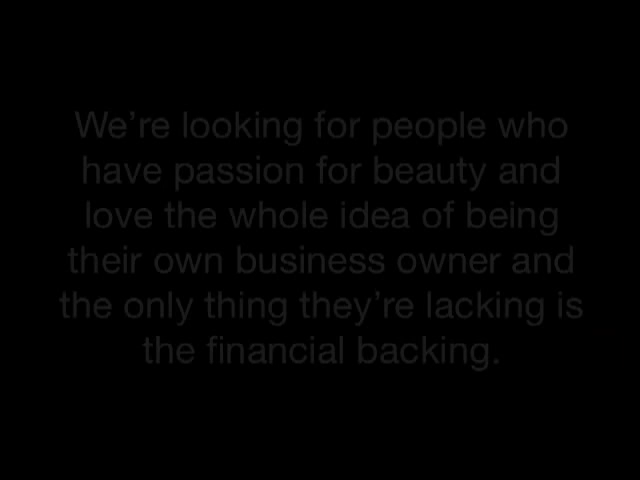 We’re looking for people who
have passion for beauty and
love the whole idea of being
their own business owner and
the only thing they’re lacking is
the financial backing.